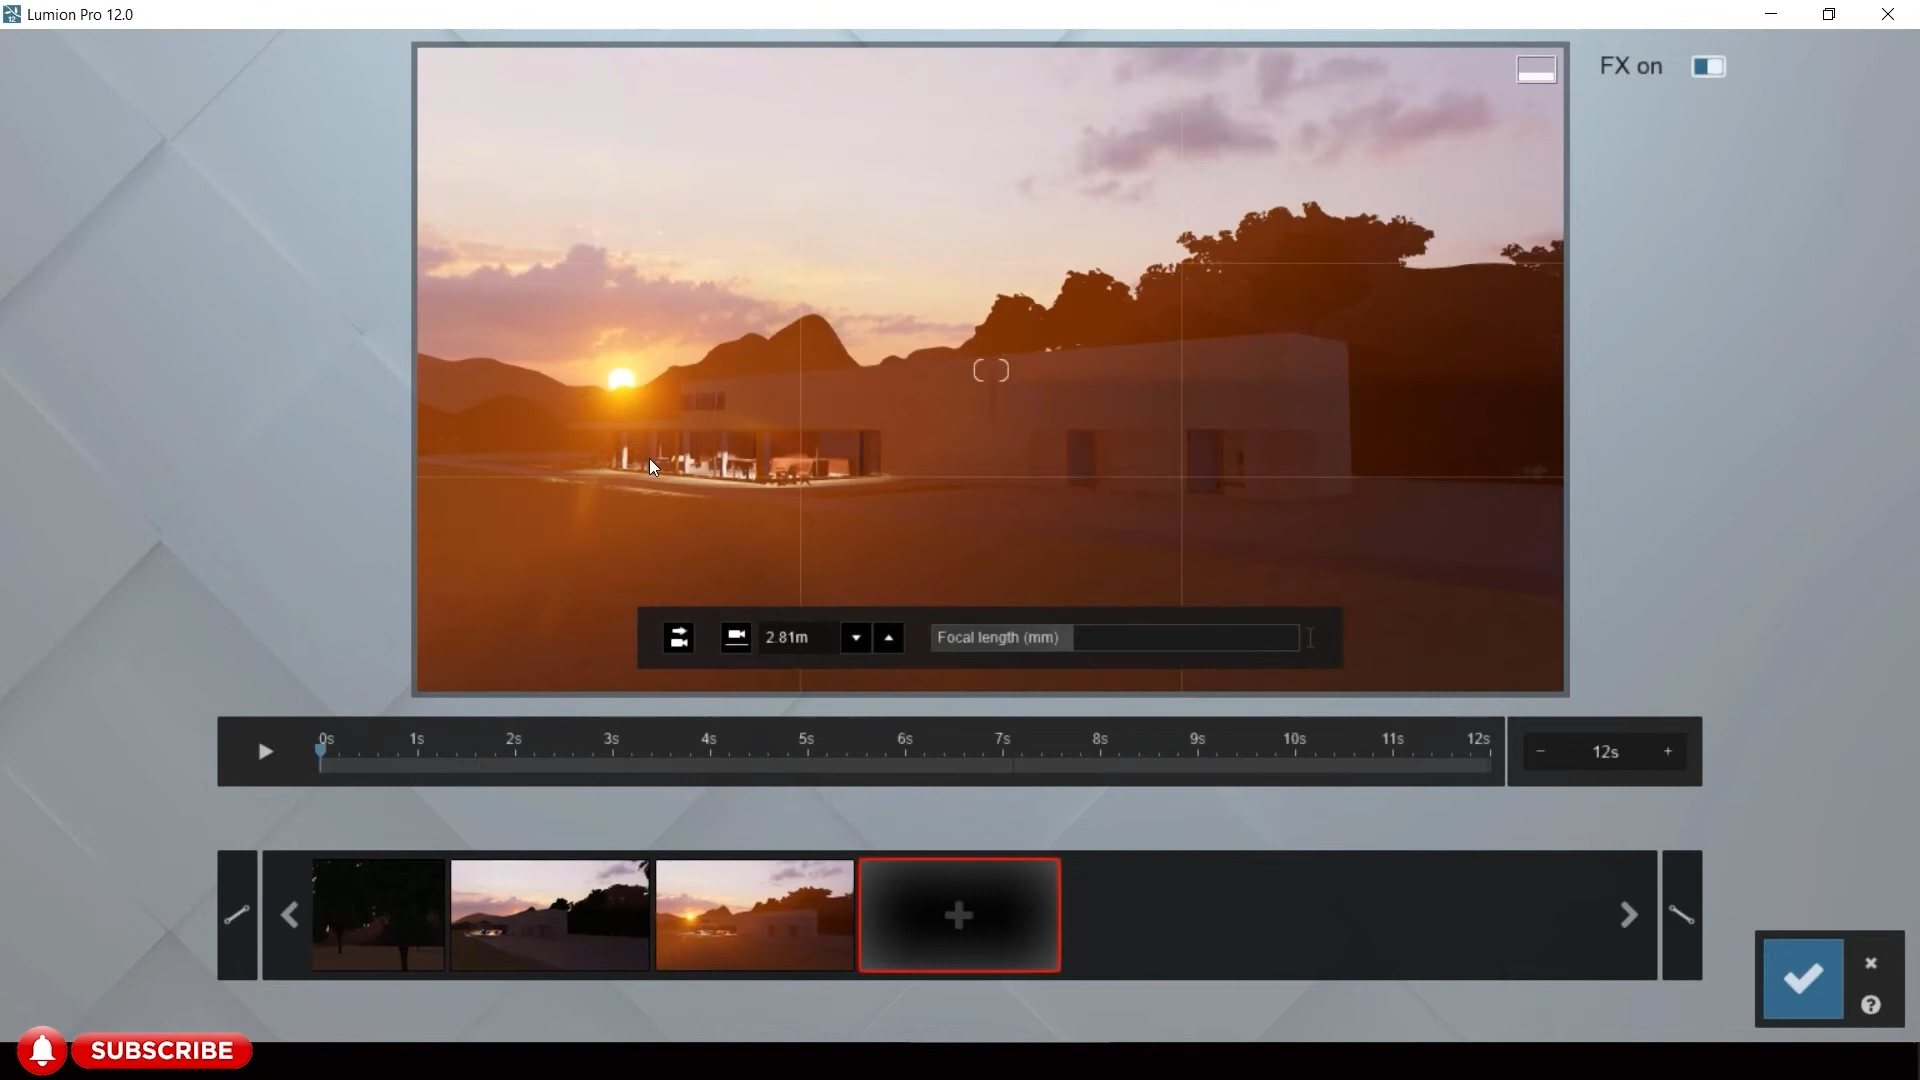 Lumion Pro 12.0
FX on
2.81m
Focal length (mm)
0s 1s 2s 3s 4s 5s 6s 7s 8s 9s 10s 11s 12s
- 12s +
SUBSCRIBE